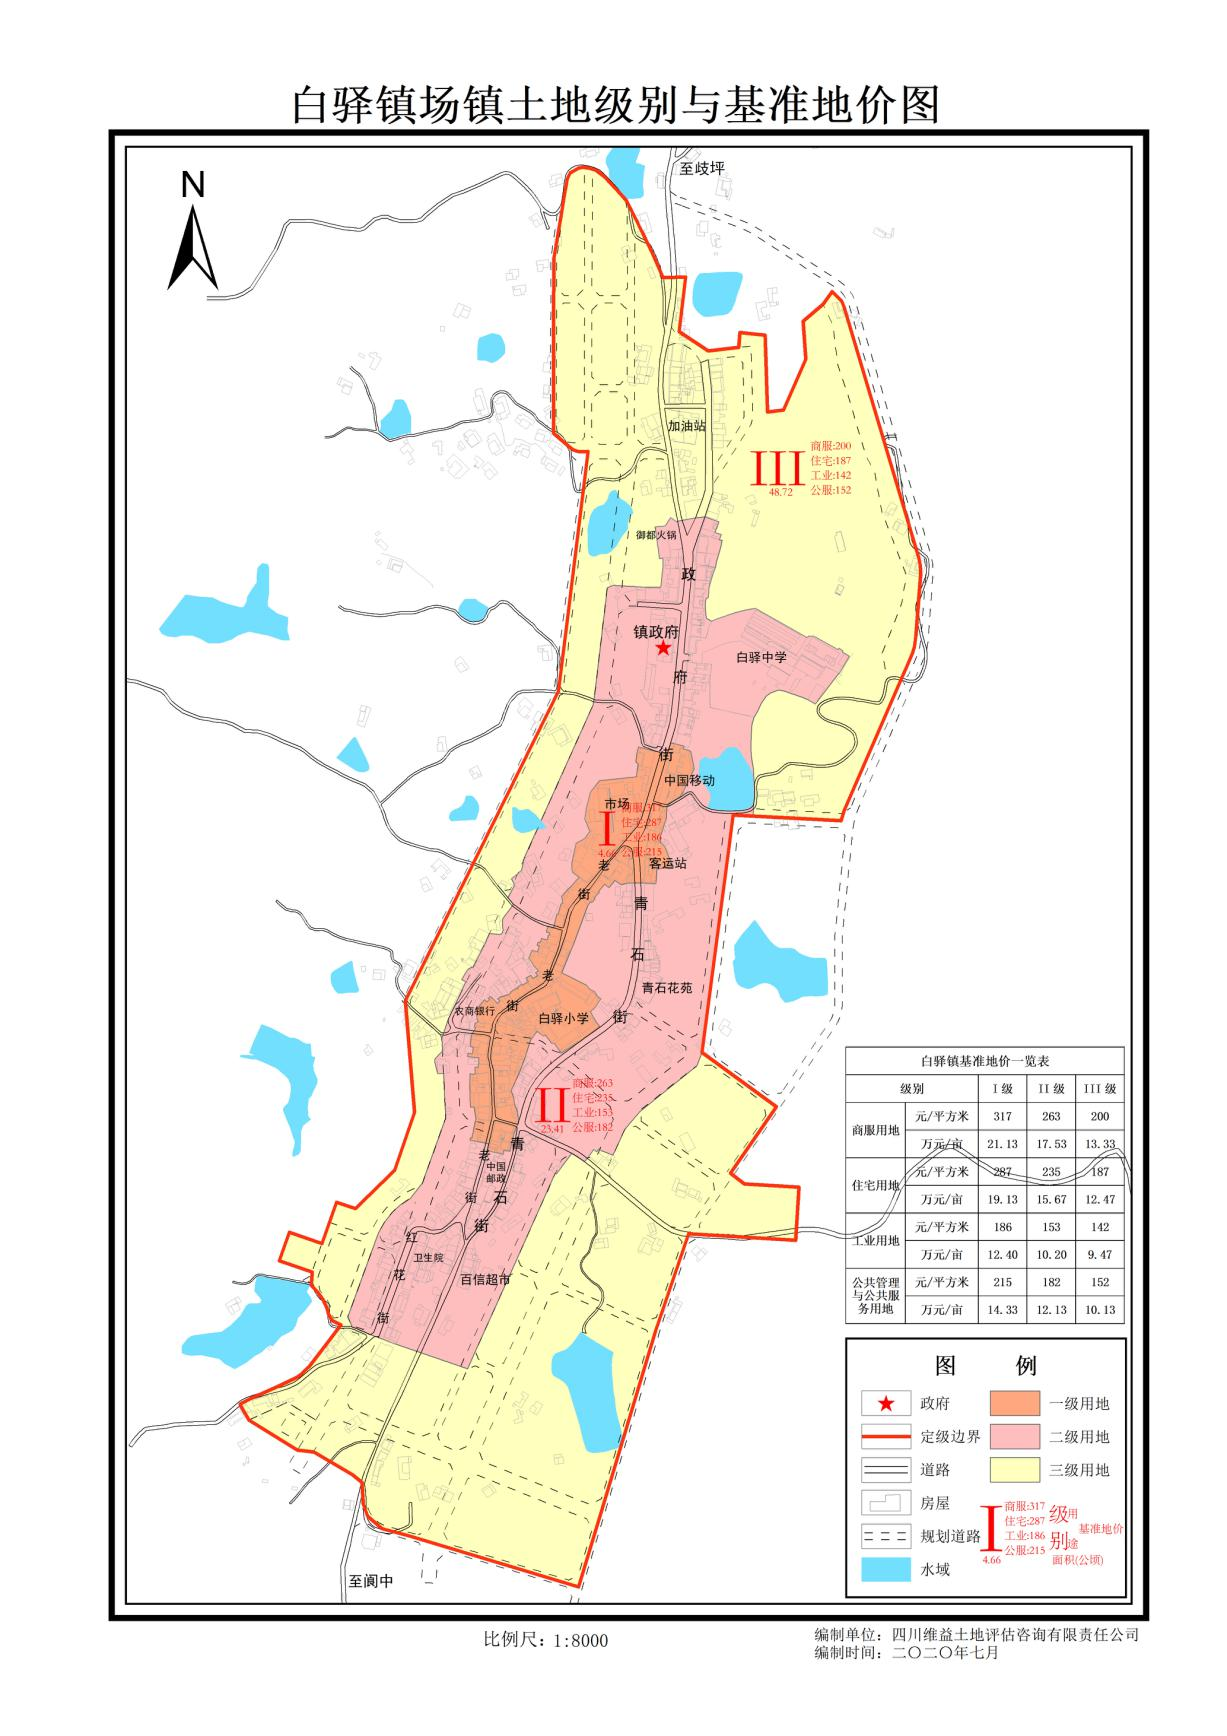 白驿镇场镇土地级别与基准地价图
N
至歧坪
加油站
III
48.72
商服:200
住宅:187
工业:142
公服:152
御都火锅
政
镇政府
白驿中学
府
街
中国移动
市场
I
4.66
商服:317
住宅:287
工业:186
公服:215
老
客运站
街
青
石
老
青石花苑
街
农商银行
白驿小学
街
II
23.41
商服:263
住宅:235
工业:153
公服:182
青
老
中国
邮政
街
石
街
红
卫生院
花
百信超市
街
至阆中
白驿镇基准地价一览表
级别 I 级 II 级 III 级
商服用地 元/平方米 317 263 200
万元/亩 21.13 17.53 13.33
住宅用地 元/平方米 287 235 187
万元/亩 19.13 15.67 12.47
工业用地 元/平方米 186 153 142
万元/亩 12.40 10.20 9.47
公共管理
与公共服
务用地
元/平方米 215 182 152
万元/亩 14.33 12.13 10.13
图 例
政府 一级用地
定级边界 二级用地
道路 三级用地
房屋
规划道路
水域
I
4.66
商服:317
住宅:287
工业:186
公服:215
级别
用途
基准地价
面积(公顷)
比例尺: 1:8000
编制单位: 四川维益土地评估咨询有限责任公司
编制时间: 二〇二〇年七月